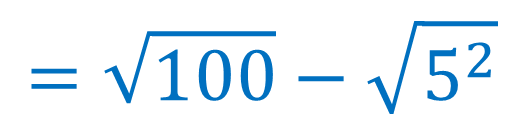 = √100 − √5²